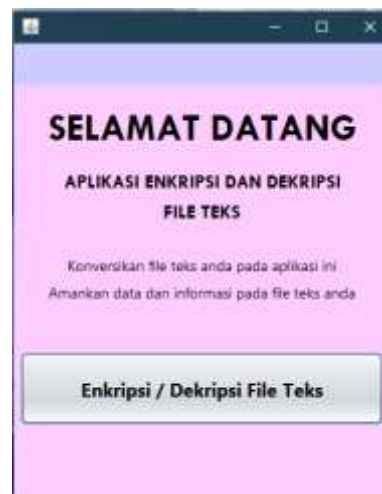 SELAMAT DATANG
APLIKASI ENKRIPSI DAN DEKRIPSI
FILE TEKS
Konversikan file teks anda pada aplikasi ini
Amankan data dan informasi pada file teks anda
Enkripsi / Dekripsi File Teks